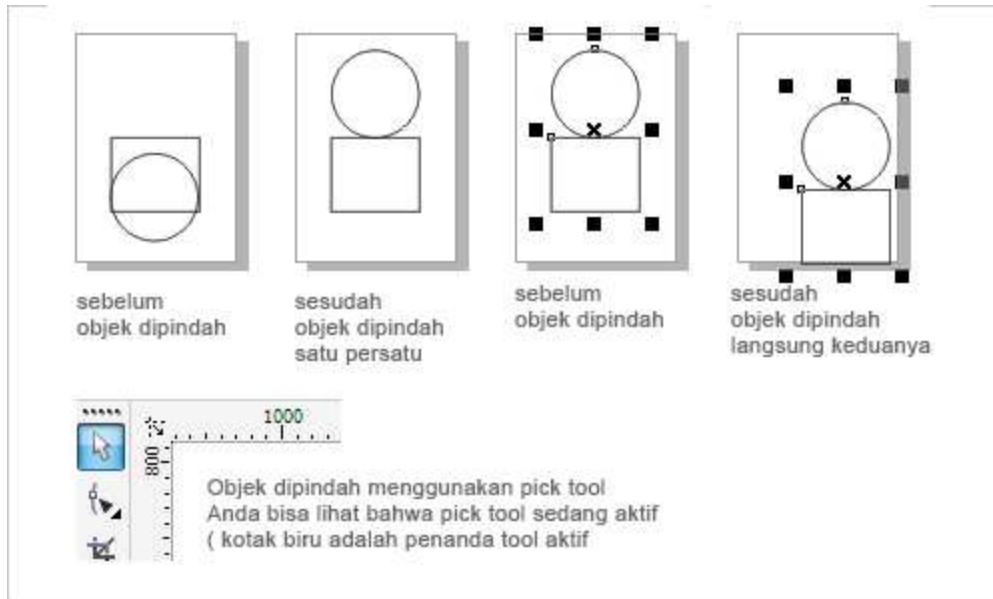 sebelum
objek dipindah
sesudah
objek dipindah
satu persatu
sebelum
objek dipindah
sesudah
objek dipindah
langsung keduanya
1000
800
Objek dipindah menggunakan pick tool
Anda bisa lihat bahwa pick tool sedang aktif
( kotak biru adalah penanda tool aktif